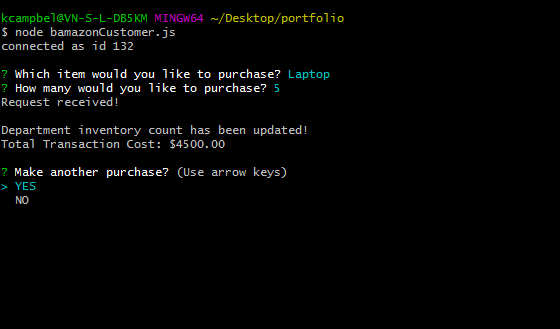 kcampbel@VN-S-L-DB5KM MINGW64 ~/Desktop/portfolio
$ node bamazonCustomer.js
connected as id 132
? Which item would you like to purchase? Laptop
? How many would you like to purchase? 5
Request received!
Department inventory count has been updated!
Total Transaction Cost: $4500.00
? Make another purchase? (Use arrow keys)
> YES
NO